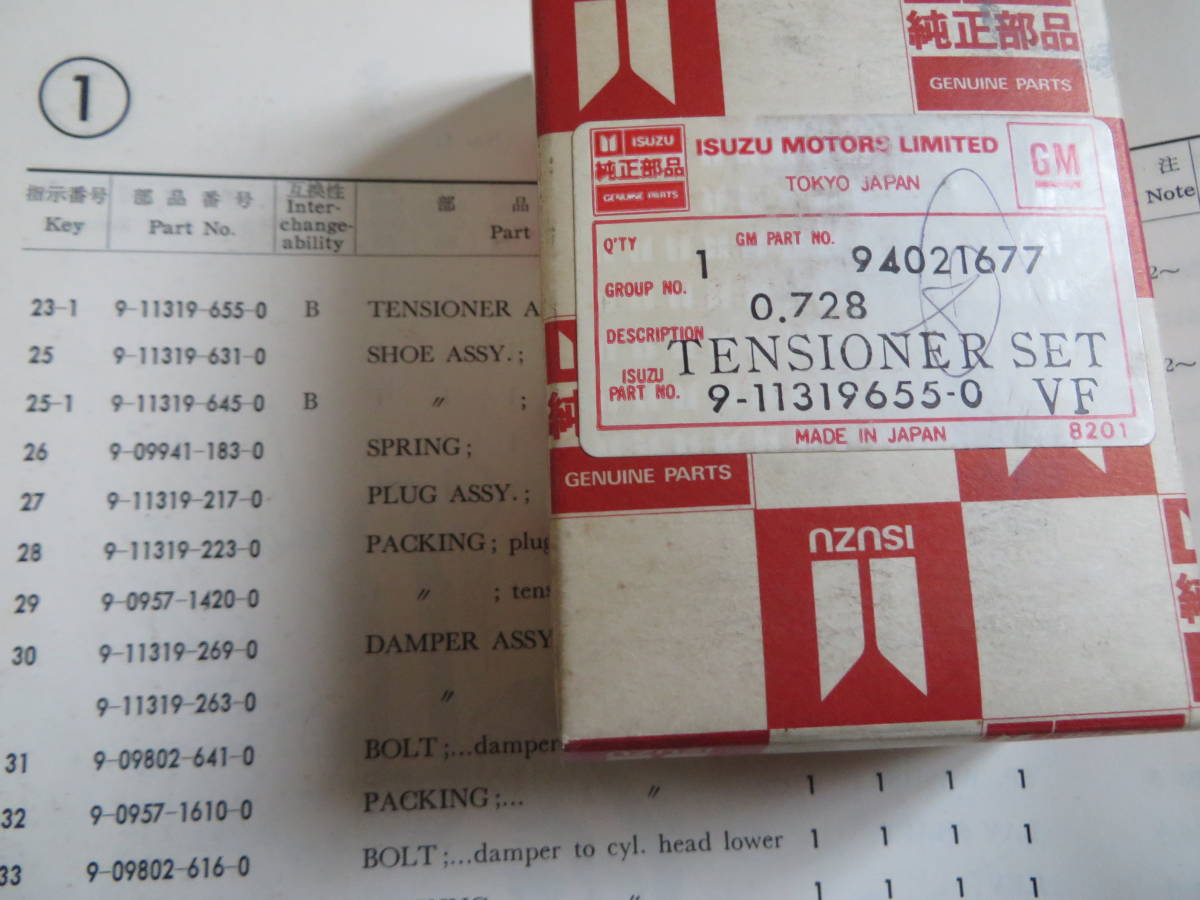 1
指示番号 部品番号 互換性 部 品 注
Key Part No. Inter-change-ability Part Note
23-1 9-11319-655-0 B TENSIONER A
25 9-11319-631-0 SHOE ASSY.;
25-1 9-11319-645-0 B 〃 ;
26 9-09941-183-0 SPRING;
27 9-11319-217-0 PLUG ASSY.;
28 9-11319-223-0 PACKING; plug
29 9-0957-1420-0 〃 ; tens
30 9-11319-269-0 DAMPER ASSY
9-11319-263-0 〃
31 9-09802-641-0 BOLT;...damper 1 1 1 1
32 9-0957-1610-0 PACKING;... 〃 1 1 1 1
33 9-09802-616-0 BOLT;...damper to cyl. head lower 1 1 1 1
純正部品
GENUINE PARTS
ISUZU
純正部品
GENUINE PARTS
ISUZU MOTORS LIMITED
TOKYO JAPAN
GM
Q'TY 1 GM PART NO. 94021677
GROUP NO. 0.728
DESCRIPTION TENSIONER SET
ISUZU PART NO. 9-11319655-0 VF
MADE IN JAPAN 8201
GENUINE PARTS
ISUZU